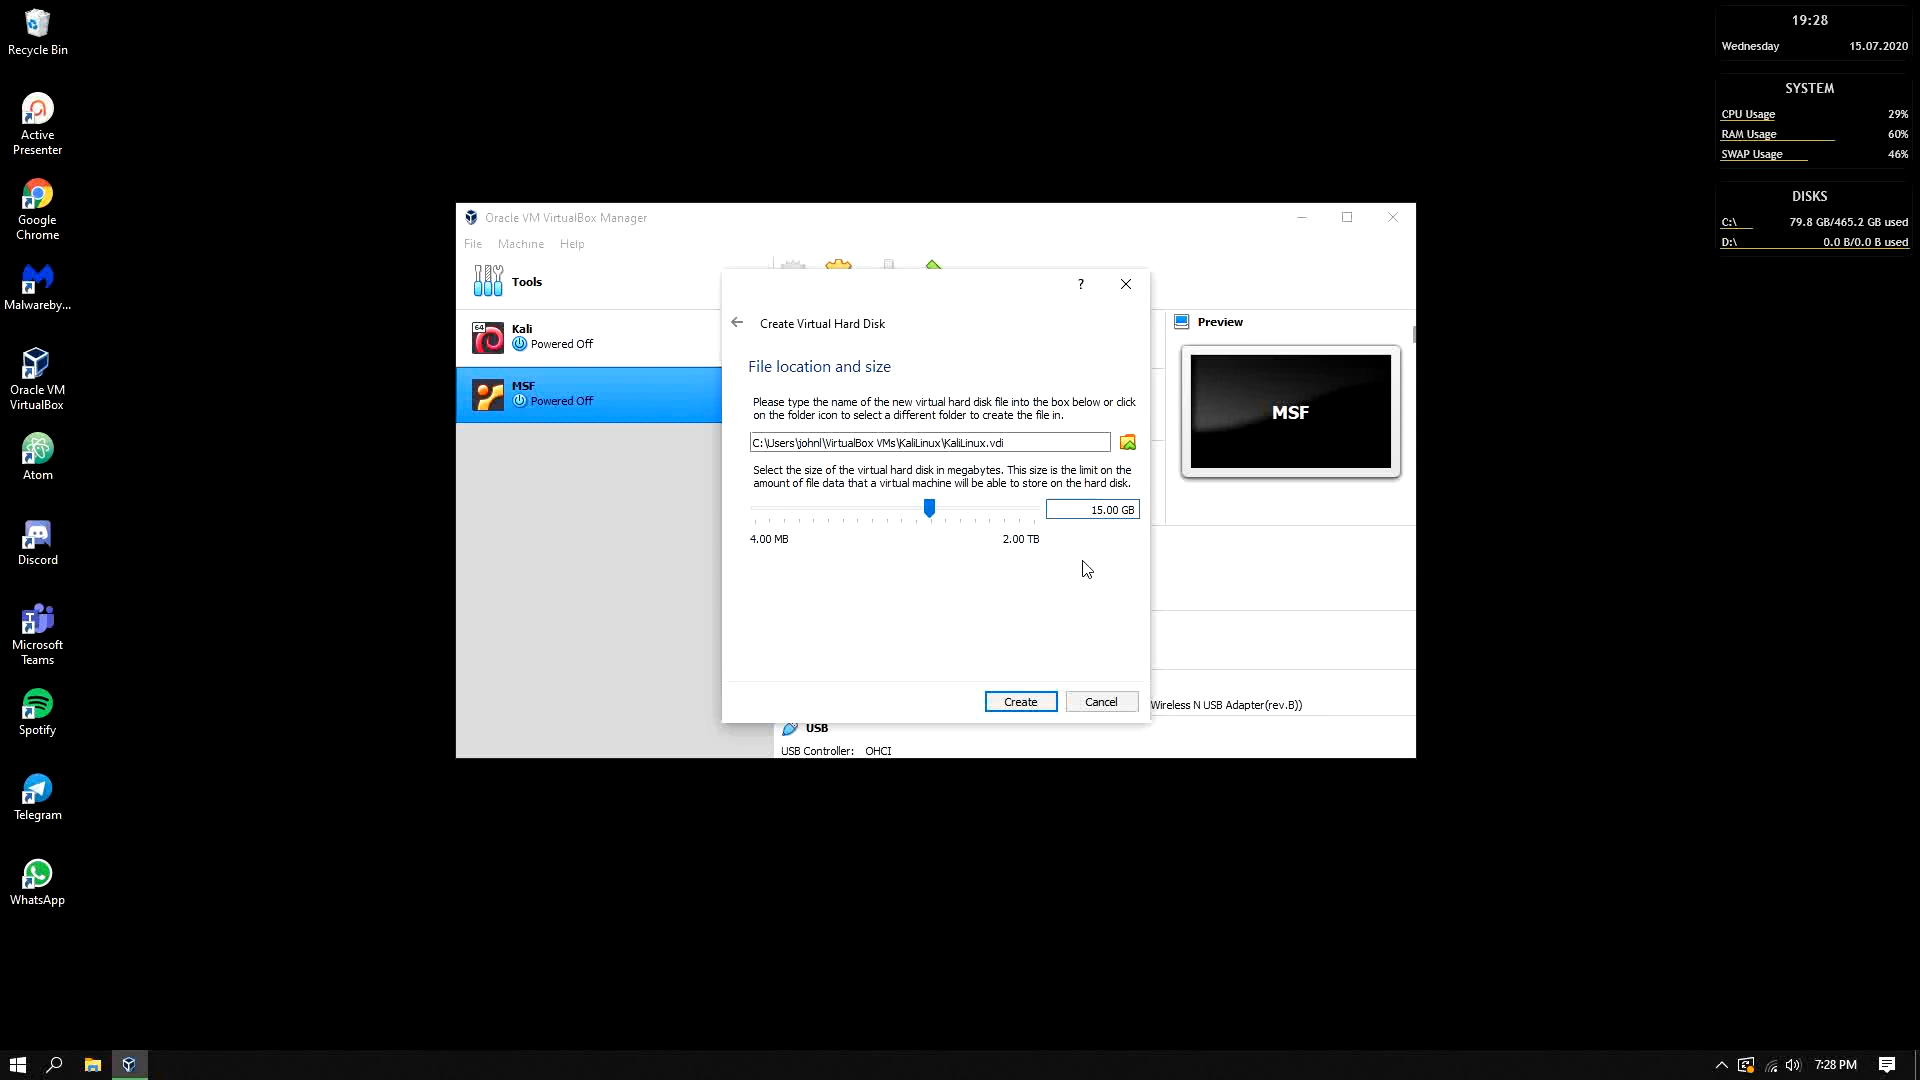 Recycle Bin
Active
Presenter
Google
Chrome
Malwareby...
Oracle VM
VirtualBox
Atom
Discord
Microsoft
Teams
Spotify
Telegram
WhatsApp
Oracle VM VirtualBox Manager
File Machine Help
Tools
64
Kali
Powered Off
MSF
Powered Off
?
Create Virtual Hard Disk
File location and size
Please type the name of the new virtual hard disk file into the box below or click
on the folder icon to select a different folder to create the file in.
C:\Users\johnl\VirtualBox VMs\KaliLinux\KaliLinux.vdi
Select the size of the virtual hard disk in megabytes. This size is the limit on the
amount of file data that a virtual machine will be able to store on the hard disk.
15.00 GB
4.00 MB 2.00 TB
Create Cancel
Preview
MSF
Wireless N USB Adapter(rev.B))
USB
USB Controller: OHCI
19:28
Wednesday 15.07.2020
SYSTEM
CPU Usage 29%
RAM Usage 60%
SWAP Usage 46%
DISKS
C:\ 79.8 GB/465.2 GB used
D:\ 0.0 B/0.0 B used
7:28 PM